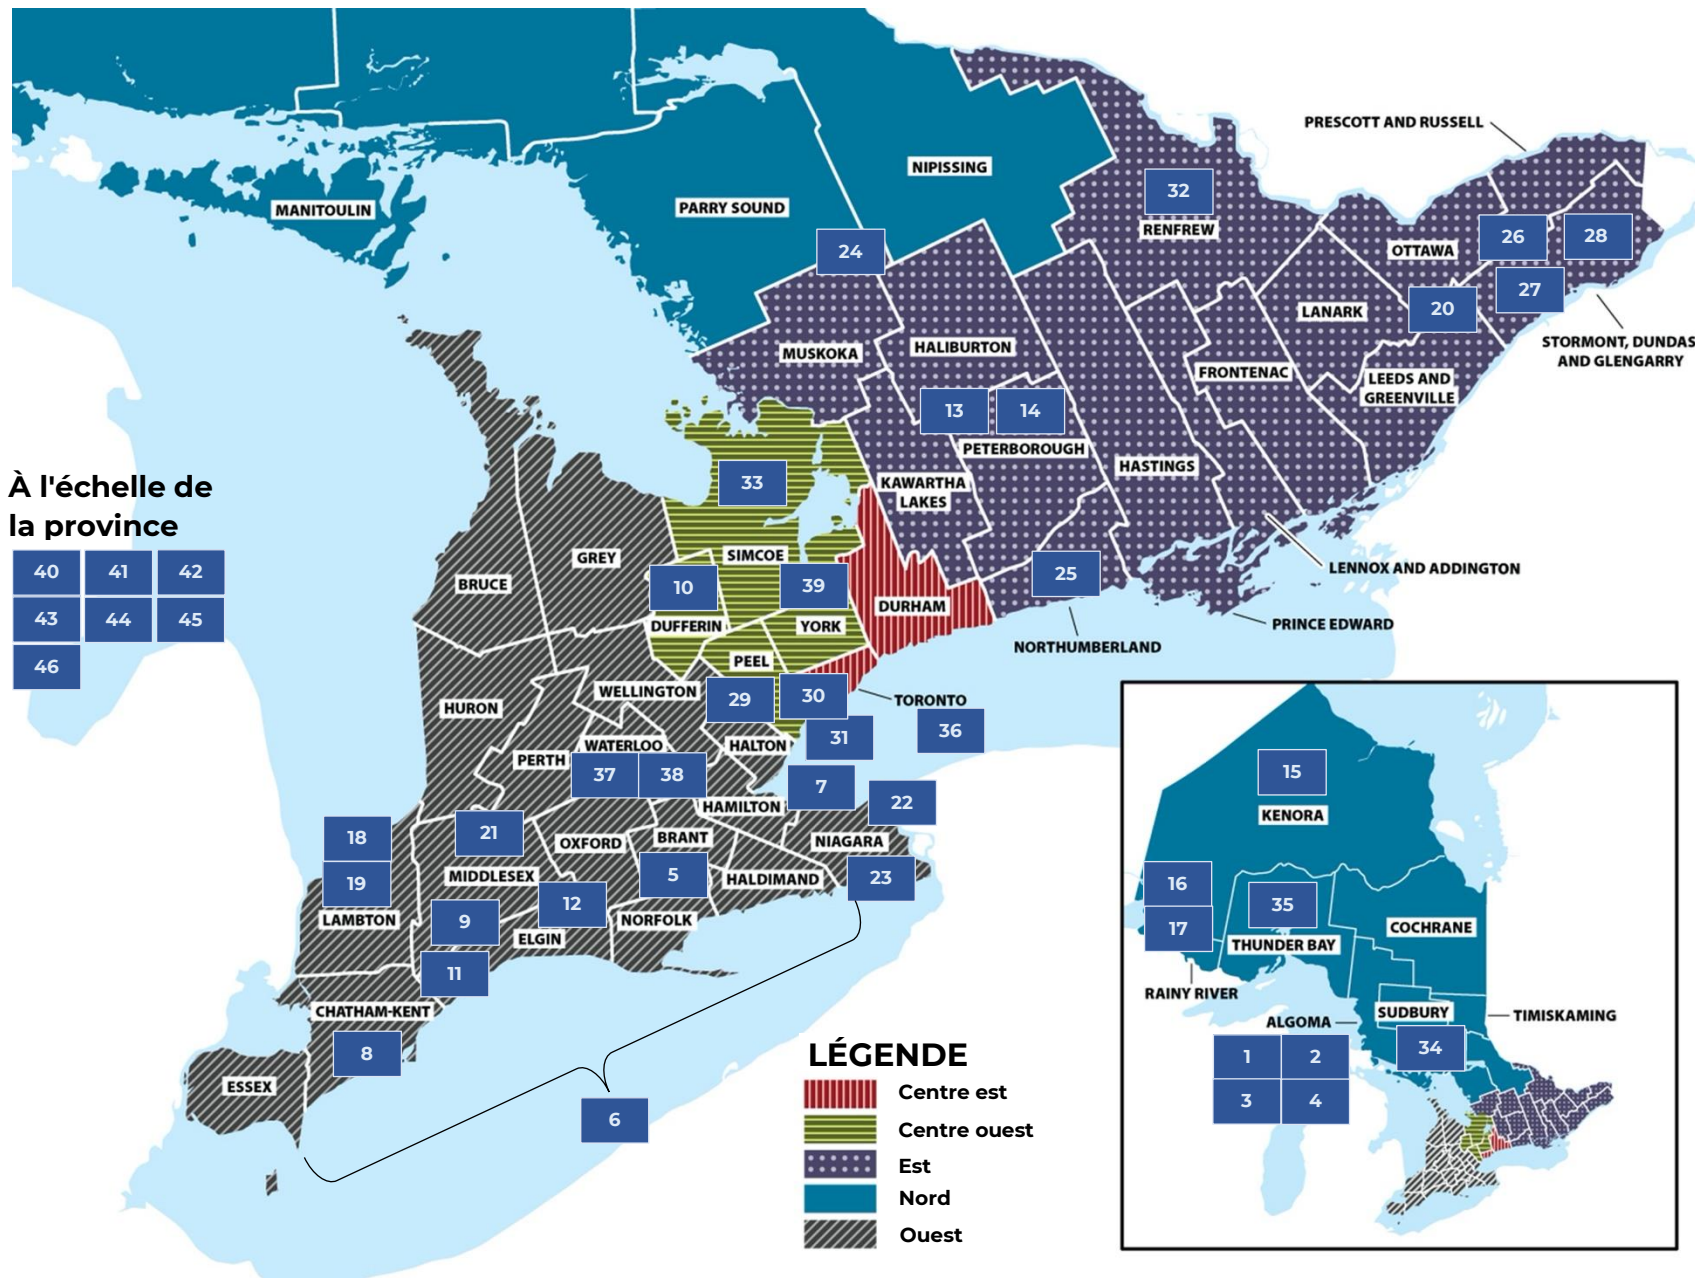 PRESCOTT AND RUSSELL
NIPISSING
32
MANITOULIN
PARRY SOUND
RENFREW
24
OTTAWA
26
28
27
20
LANARK
STORMONT, DUNDAS
AND GLENGARRY
MUSKOKA
HALIBURTON
FRONTENAC
LEEDS AND
GREENVILLE
13
14
PETERBOROUGH
HASTINGS
KAWARTHA
LAKES
33
À l'échelle de
la province
40
41
42
43
44
45
46
GREY
SIMCOE
BRUCE
10
39
25
LENNOX AND ADDINGTON
DURHAM
DUFFERIN
YORK
PRINCE EDWARD
NORTHUMBERLAND
PEEL
WELLINGTON
29
30
TORONTO
HURON
31
36
WATERLOO
HALTON
PERTH
37
38
7
HAMILTON
22
18
21
OXFORD
BRANT
NIAGARA
19
MIDDLESEX
5
HALDIMAND
23
12
LAMBTON
9
NORFOLK
ELGIN
11
CHATHAM-KENT
8
ESSEX
6
15
KENORA
16
35
17
COCHRANE
THUNDER BAY
RAINY RIVER
SUDBURY
ALGOMA
TIMISKAMING
1
2
34
3
4
LÉGENDE
Centre est
Centre ouest
Est
Nord
Ouest